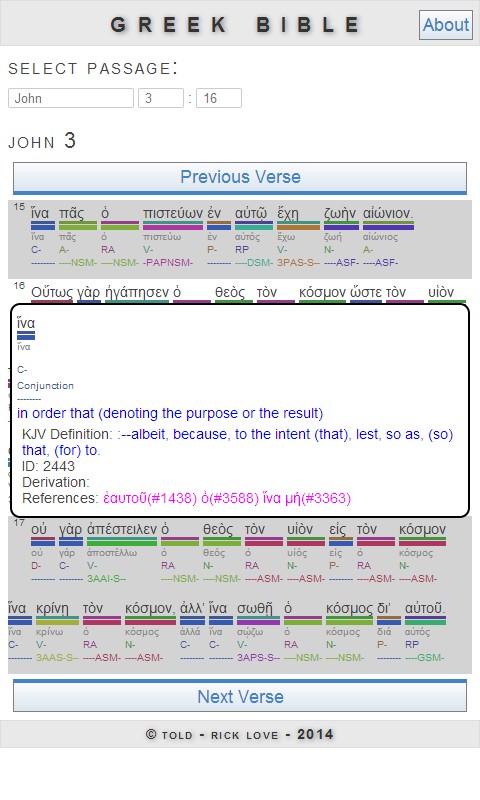 GREEK BIBLE
About
SELECT PASSAGE:
John 3 : 16
JOHN 3
Previous Verse
15 ἵνα πᾶς ὁ πιστεύων ἐν αὐτῷ ἔχῃ ζωὴν αἰώνιον.
ἵνα πᾶς ὁ πιστεύω ἐν αὐτός ἔχω ζωή αἰώνιος
C- A- RA V- P- RP V- N- A-
-------- ----NSM- ----NSM- -PAPNSM- -------- ----DSM- 3PAS-S-- ----ASF- ----ASF-
16 Οὕτως γὰρ ἠγάπησεν ὁ θεὸς τὸν κόσμον ὥστε τὸν υἱὸν
ἵνα
ἵνα
C-
Conjunction
--------
in order that (denoting the purpose or the result)
KJV Definition: :--albeit, because, to the intent (that), lest, so as, (so)
that, (for) to.
ID: 2443
Derivation:
References: ἑαυτοῦ(#1438) ὁ(#3588) ἵνα μή(#3363)
17 οὐ γὰρ ἀπέστειλεν ὁ θεὸς τὸν υἱὸν εἰς τὸν κόσμον
οὐ γάρ ἀποστέλλω ὁ θεός ὁ υἱός εἰς ὁ κόσμος
D- C- V- RA N- RA N- P- RA N-
-------- -------- 3AAI-S-- ----NSM- ----NSM- ----ASM- ----ASM- -------- ----ASM- ----ASM-
ἵνα κρίνῃ τὸν κόσμον, ἀλλ' ἵνα σωθῇ ὁ κόσμος δι' αὐτοῦ.
ἵνα κρίνω ὁ κόσμος ἀλλά ἵνα σῴζω ὁ κόσμος διά αὐτός
C- V- RA N- C- C- V- RA N- P- RP
-------- 3AAS-S-- ----ASM- ----ASM- -------- -------- 3APS-S-- ----NSM- ----NSM- -------- ----GSM-
Next Verse
© TOLD - RICK LOVE - 2014